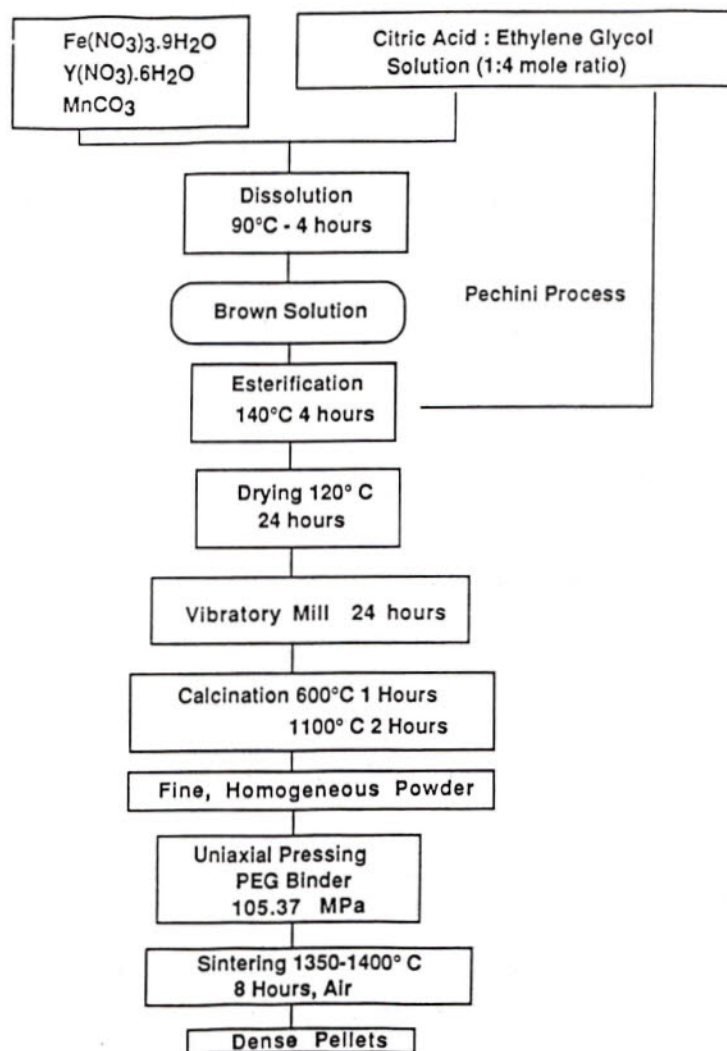 Fe(NO3)3.9H2O
Y(NO3).6H2O
MnCO3
Citric Acid : Ethylene Glycol
Solution (1:4 mole ratio)
Dissolution
90°C - 4 hours
Brown Solution
Pechini Process
Esterification
140°C 4 hours
Drying 120° C
24 hours
Vibratory Mill 24 hours
Calcination 600°C 1 Hours
1100° C 2 Hours
Fine, Homogeneous Powder
Uniaxial Pressing
PEG Binder
105.37 MPa
Sintering 1350-1400° C
8 Hours, Air
Dense Pellets